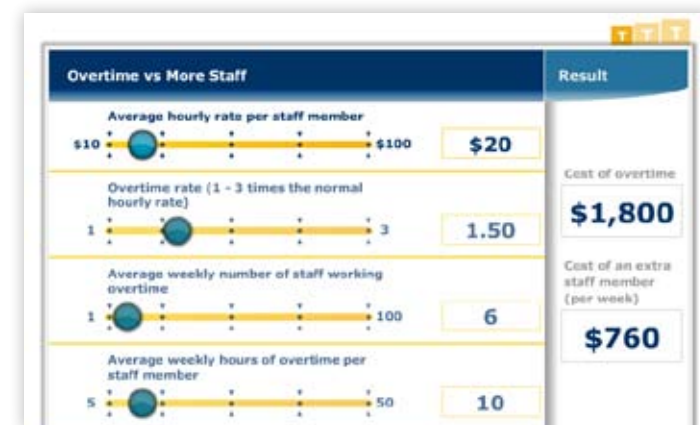 T T T
Overtime vs More Staff
Result
Average hourly rate per staff member
$10 $100 $20
Overtime rate (1 - 3 times the normal
hourly rate)
1 3 1.50
Average weekly number of staff working
overtime
1 100 6
Average weekly hours of overtime per
staff member
5 50 10
Cost of overtime
$1,800
Cost of an extra
staff member
(per week)
$760